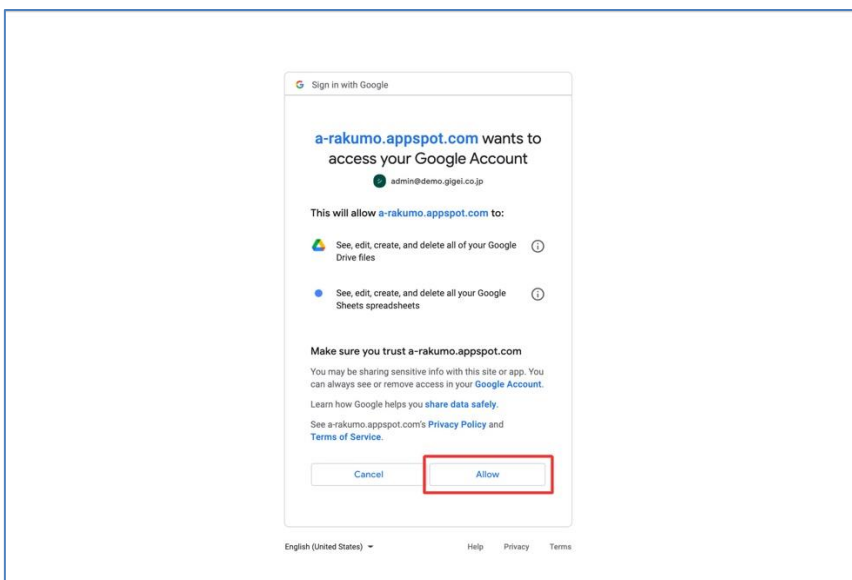 Sign in with Google
a-rakumo.appspot.com wants to
access your Google Account
admin@demo.gigei.co.jp
This will allow a-rakumo.appspot.com to:
See, edit, create, and delete all of your Google
Drive files
See, edit, create, and delete all your Google
Sheets spreadsheets
Make sure you trust a-rakumo.appspot.com
You may be sharing sensitive info with this site or app. You
can always see or remove access in your Google Account.
Learn how Google helps you share data safely.
See a-rakumo.appspot.com's Privacy Policy and
Terms of Service.
Cancel Allow
English (United States) Help Privacy Terms